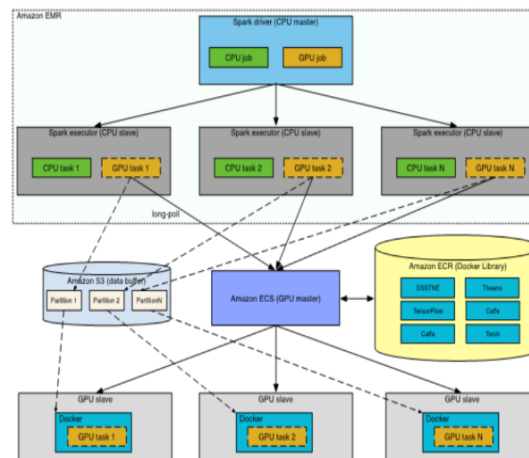 Amazon EMR
Spark driver (CPU master)
CPU job
GPU job
Spark executor (CPU slave)
Spark executor (CPU slave)
Spark executor (CPU slave)
CPU task 1
GPU task 1
CPU task 2
GPU task 2
CPU task N
GPU task N
long-poll
Amazon S3 (data buffer)
Partition 1
Partition 2
PartitionN
Amazon ECS (GPU master)
Amazon ECR (Docker Library)
DSSTNE
Theano
TensorFlow
Caffe
Caffe
Torch
GPU slave
GPU slave
GPU slave
Docker
Docker
Docker
GPU task 1
GPU task 2
GPU task N